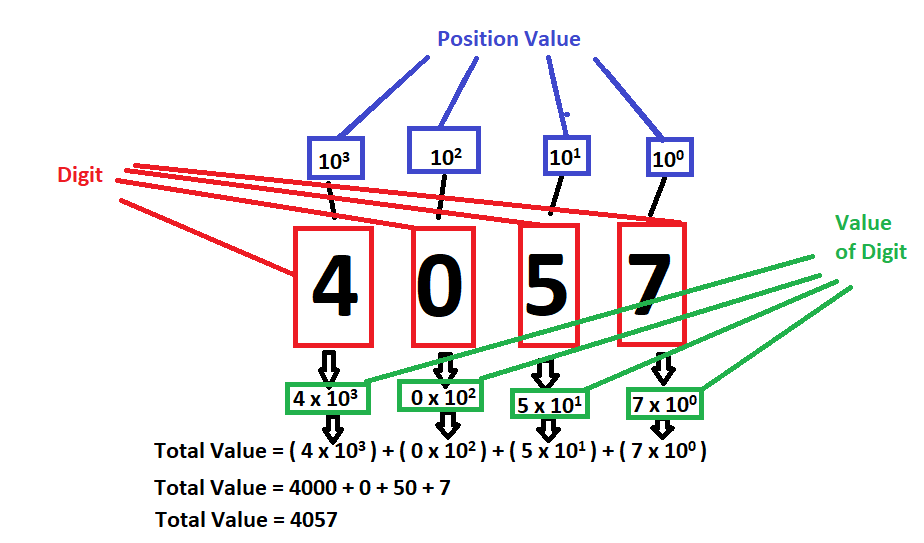 Position Value
10³ 10² 10¹ 10⁰
Digit
4 0 5 7
Value
of Digit
4 x 10³ 0 x 10² 5 x 10¹ 7 x 10⁰
Total Value = ( 4 x 10³ ) + ( 0 x 10² ) + ( 5 x 10¹ ) + ( 7 x 10⁰ )
Total Value = 4000 + 0 + 50 + 7
Total Value = 4057